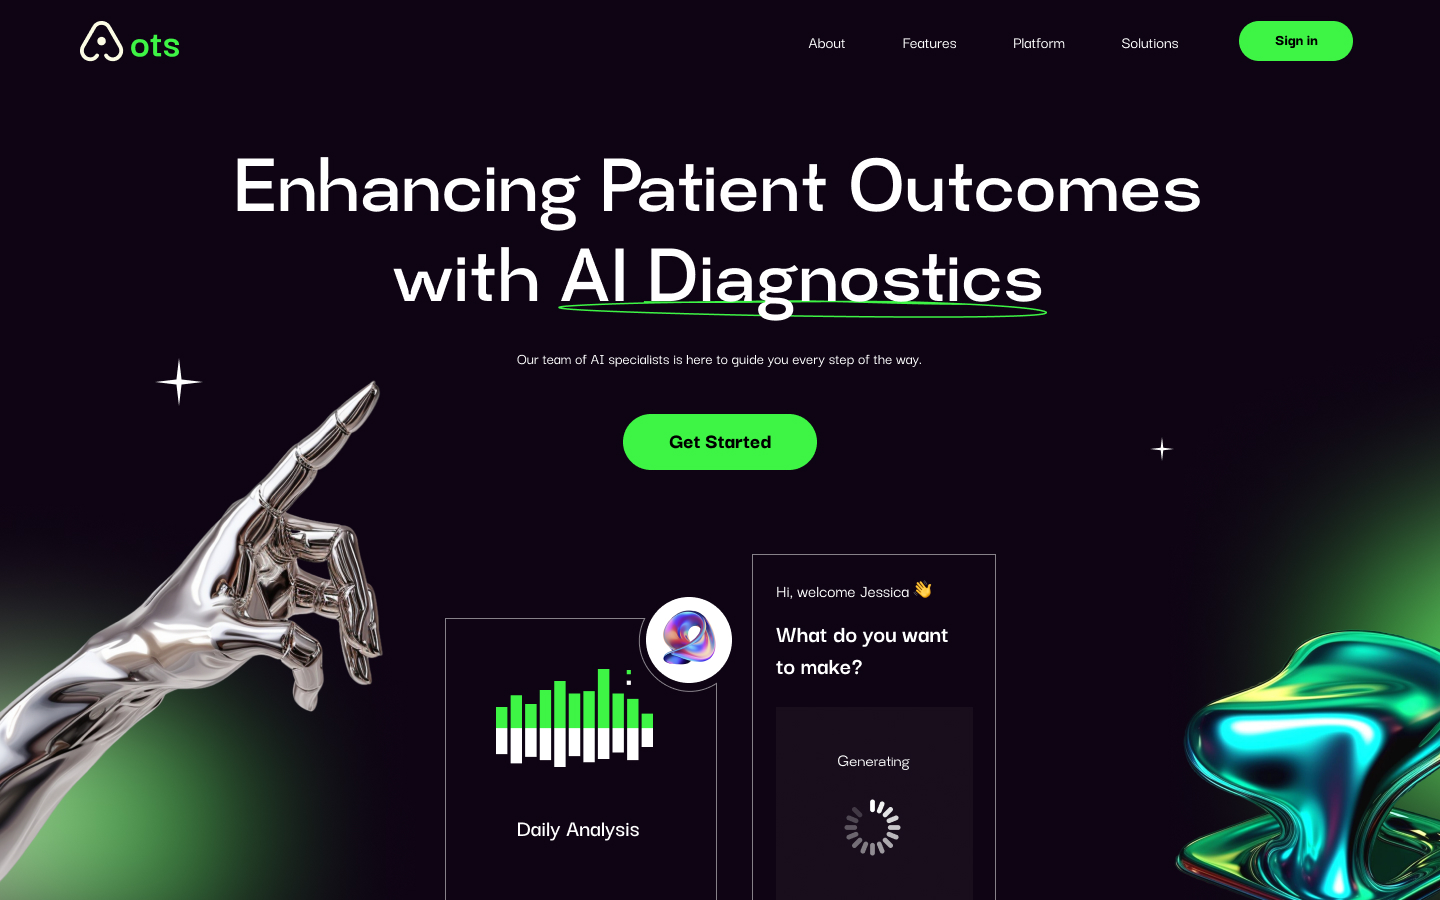 ots
About
Features
Platform
Solutions
Sign in
Enhancing Patient Outcomes
with AI Diagnostics
Our team of AI specialists is here to guide you every step of the way.
Get Started
Hi, welcome Jessica 👋
What do you want
to make?
Generating
Daily Analysis